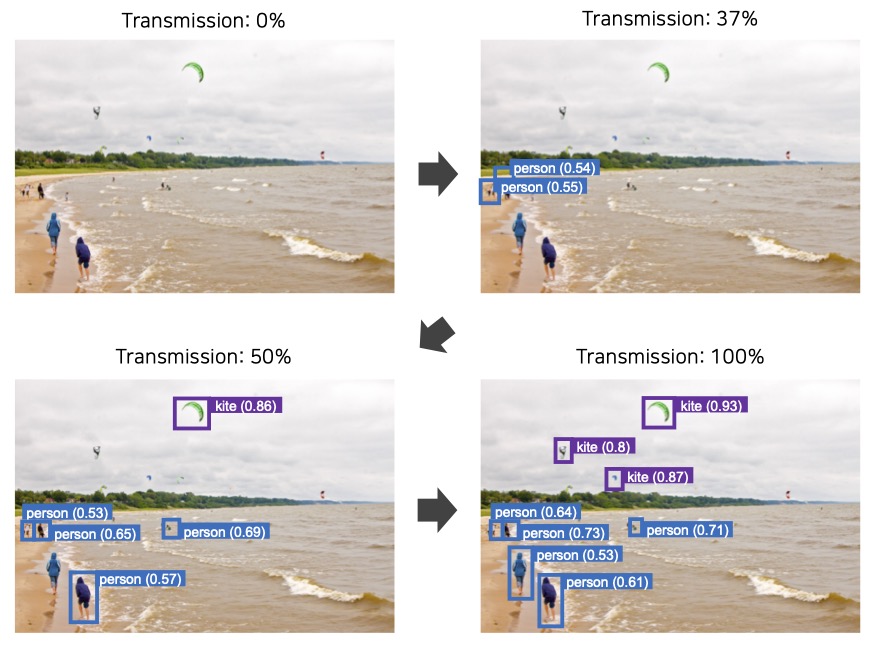 Transmission: 0%
Transmission: 37%
person (0.54)
person (0.55)
Transmission: 50%
Transmission: 100%
kite (0.86)
person (0.53)
person (0.65)
person (0.69)
person (0.57)
kite (0.93)
kite (0.8)
kite (0.87)
person (0.64)
person (0.73)
person (0.71)
person (0.53)
person (0.61)